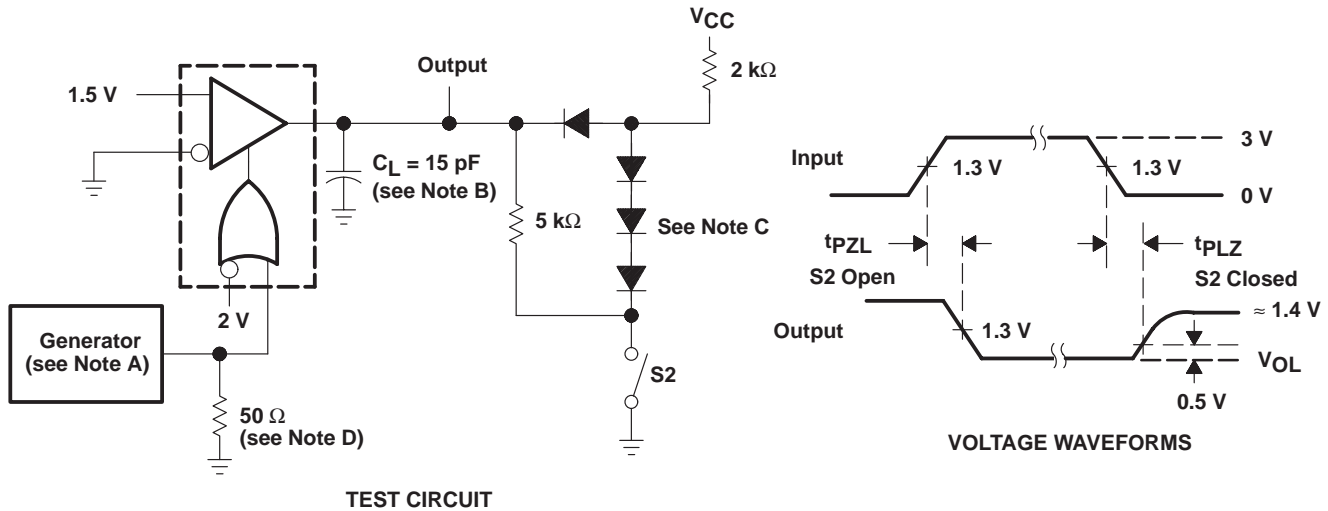 VCC
2 kΩ
Output
1.5 V
CL = 15 pF
(see Note B)
5 kΩ
See Note C
2 V
Generator
(see Note A)
50 Ω
(see Note D)
S2
TEST CIRCUIT
Input
3 V
1.3 V
1.3 V
0 V
tPZL
tPLZ
S2 Open
S2 Closed
Output
1.3 V
≈ 1.4 V
VOL
0.5 V
VOLTAGE WAVEFORMS